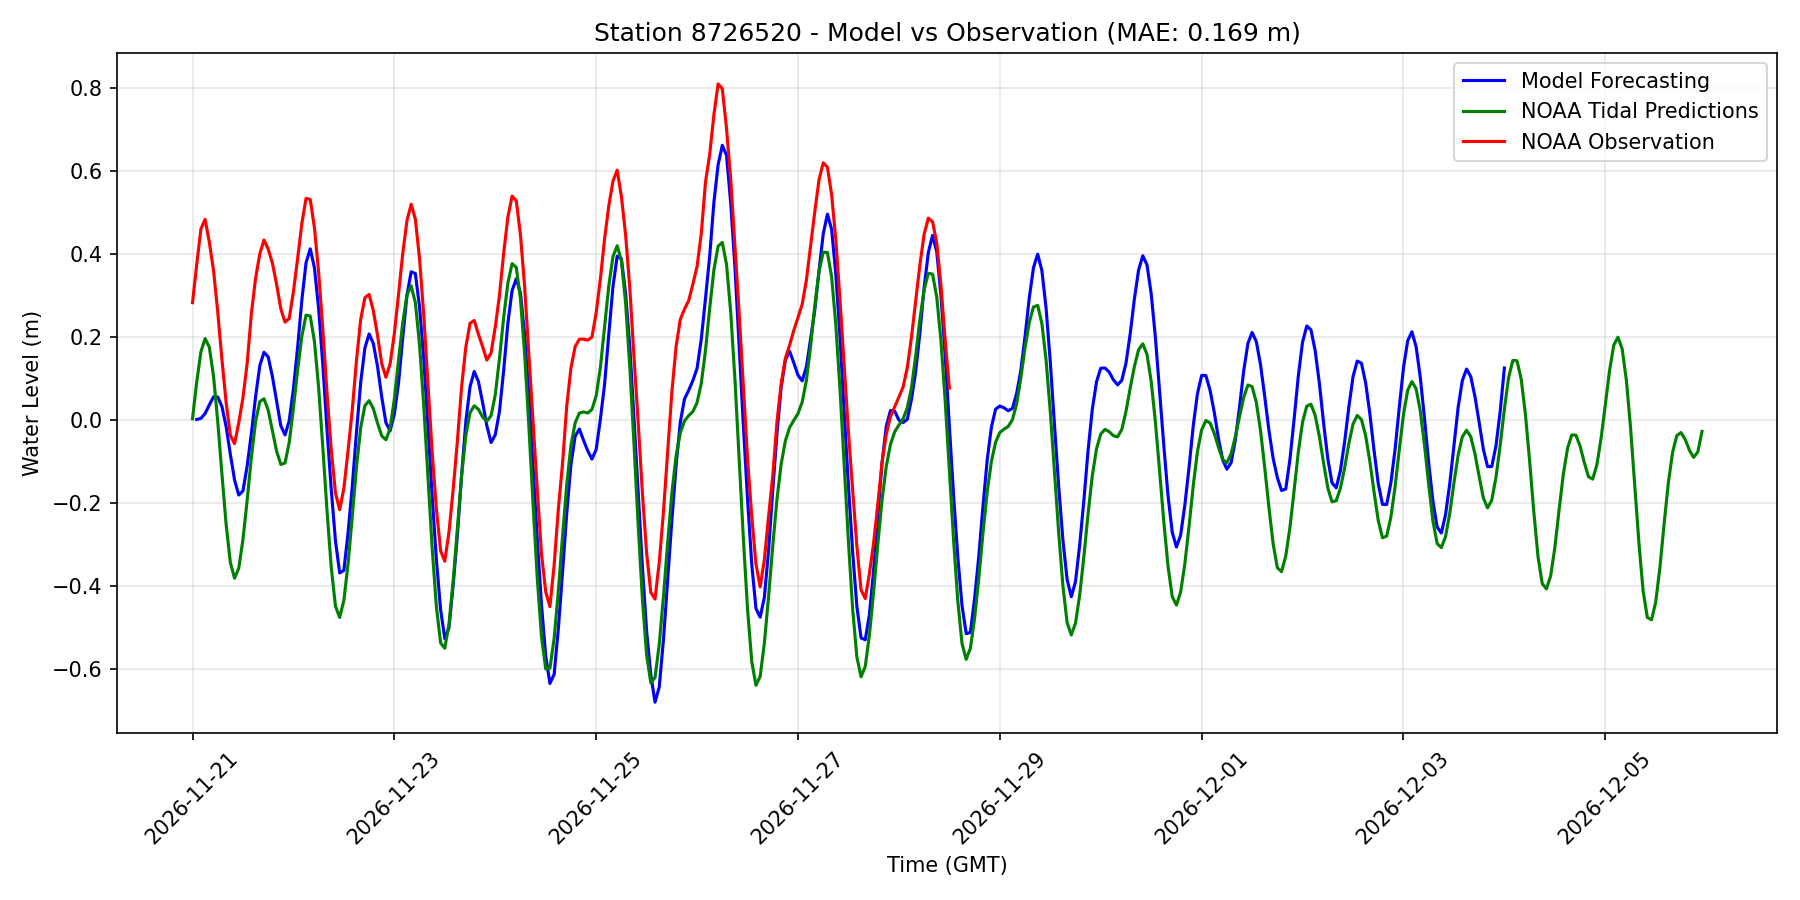 Station 8726520 - Model vs Observation (MAE: 0.169 m)
Model Forecasting
NOAA Tidal Predictions
NOAA Observation
Water Level (m)
0.8
0.6
0.4
0.2
0.0
−0.2
−0.4
−0.6
2026-11-21
2026-11-23
2026-11-25
2026-11-27
2026-11-29
2026-12-01
2026-12-03
2026-12-05
Time (GMT)